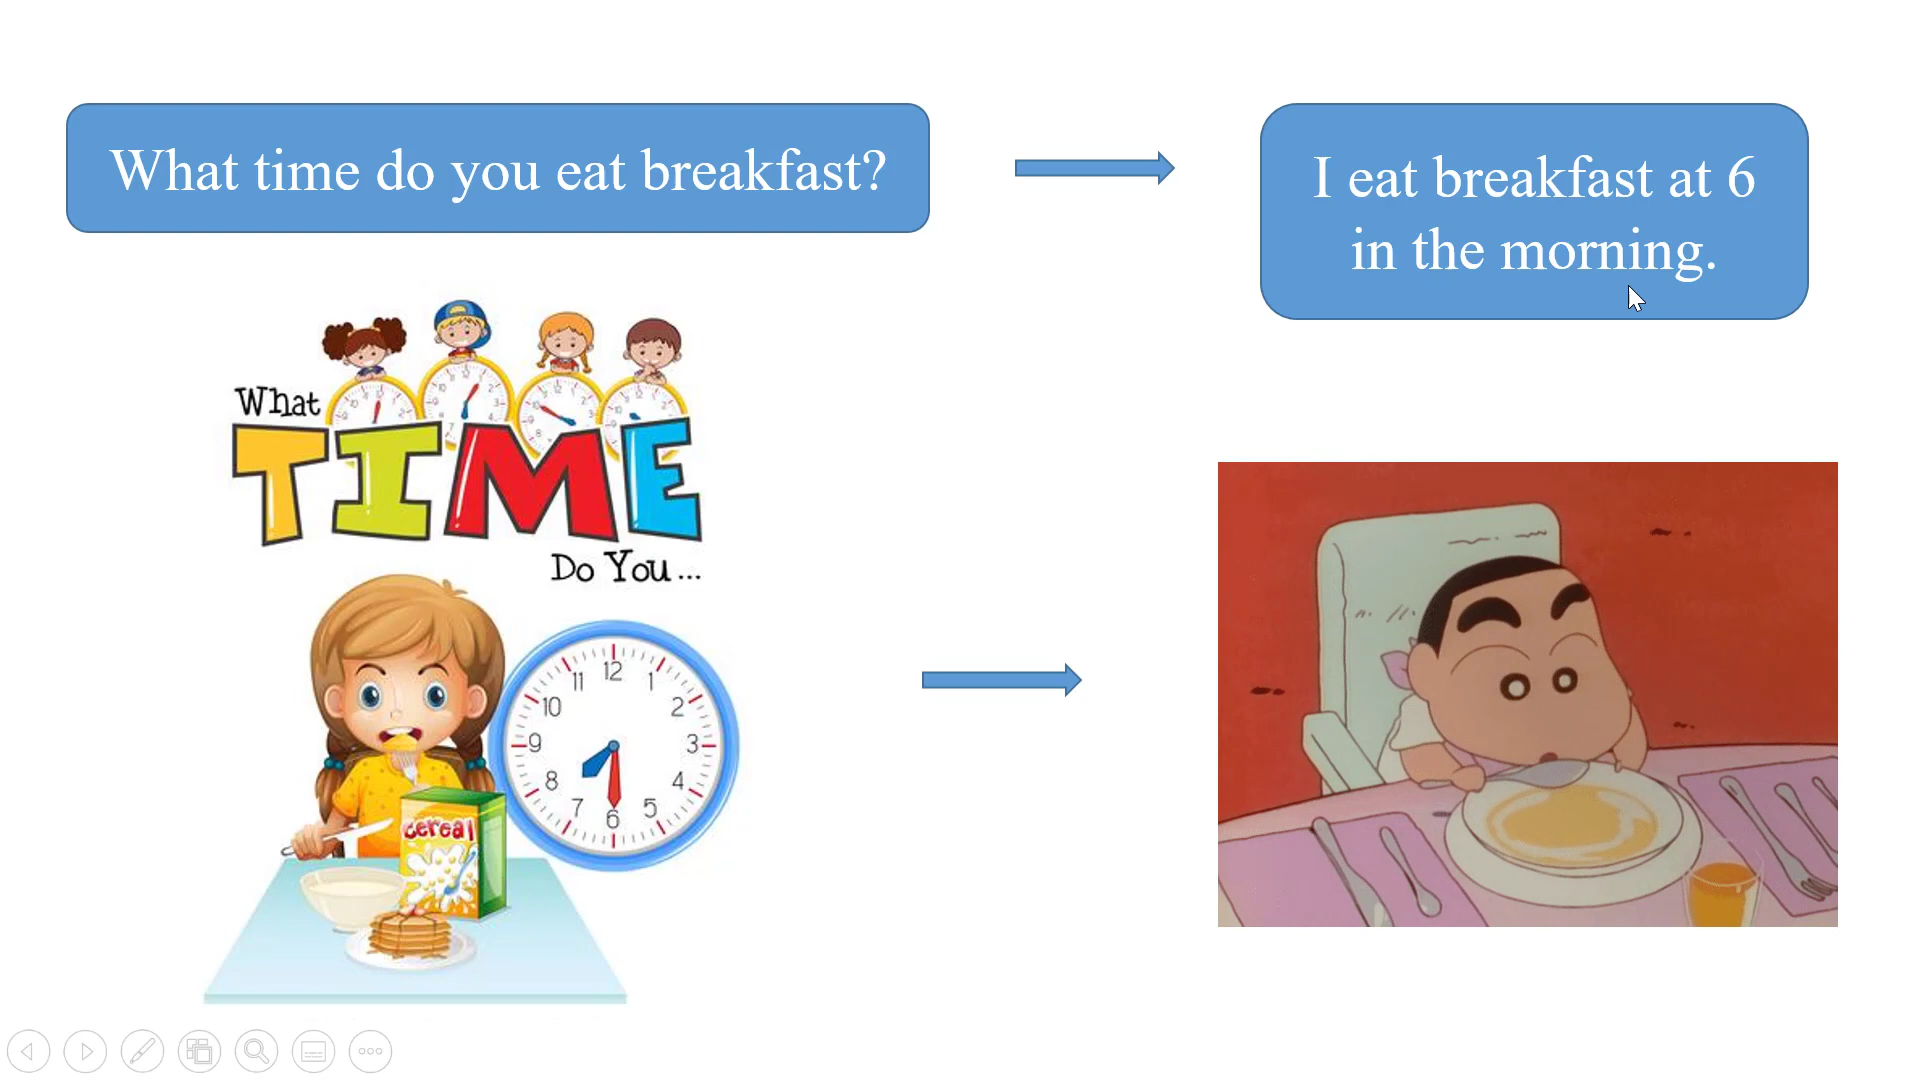 What time do you eat breakfast?
I eat breakfast at 6
in the morning.
What
TIME
Do You ...
cereal
12
11
1
10
2
9
3
8
4
7
5
6